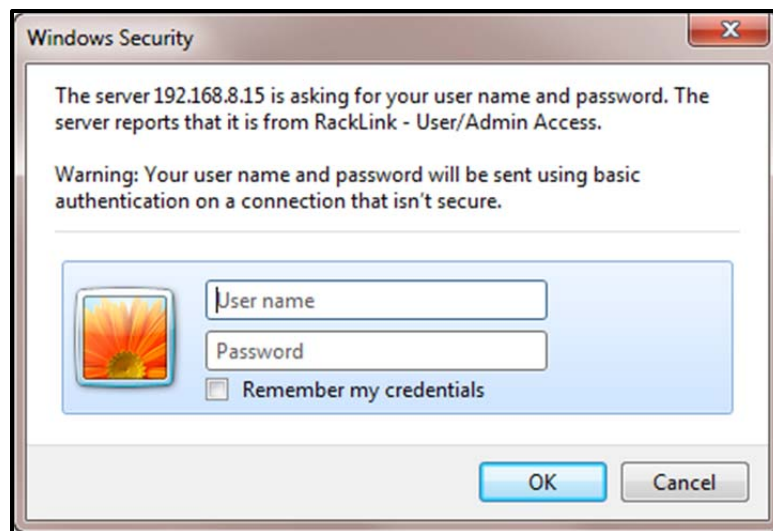 Windows Security
The server 192.168.8.15 is asking for your user name and password. The
server reports that it is from RackLink - User/Admin Access.
Warning: Your user name and password will be sent using basic
authentication on a connection that isn't secure.
User name
Password
Remember my credentials
OK Cancel